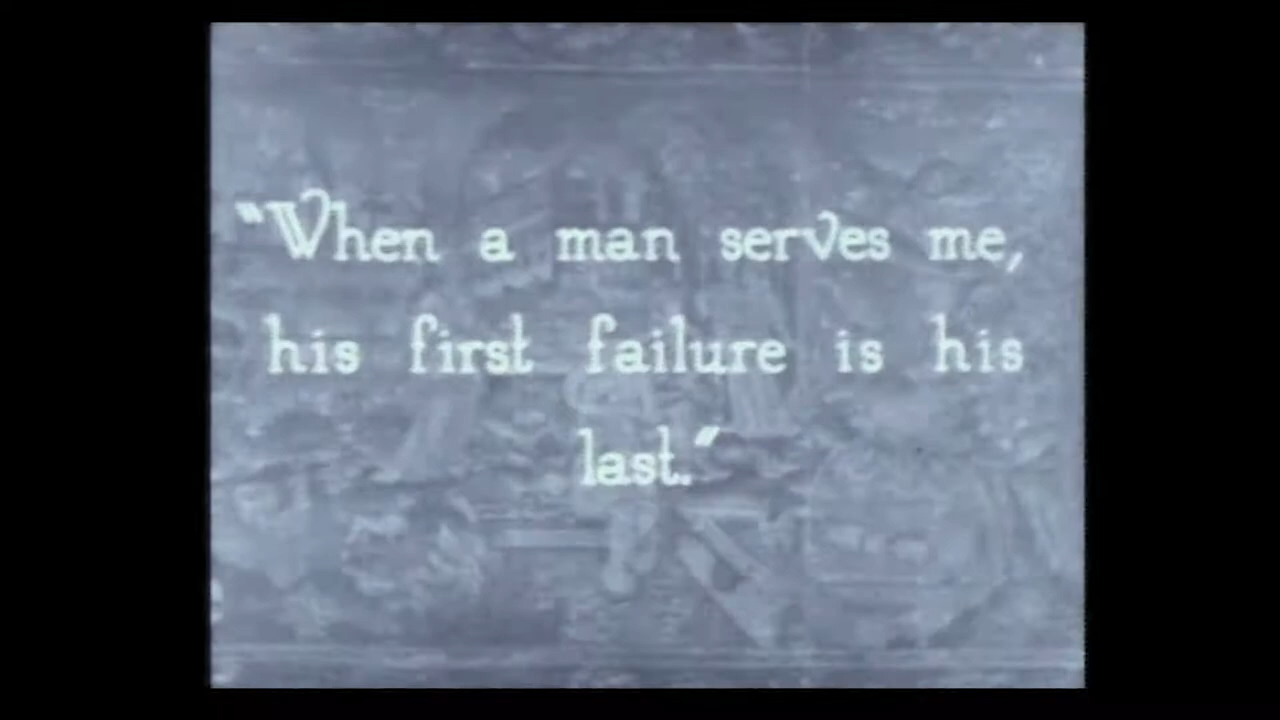 "When a man serves me,
his first failure is his
last."